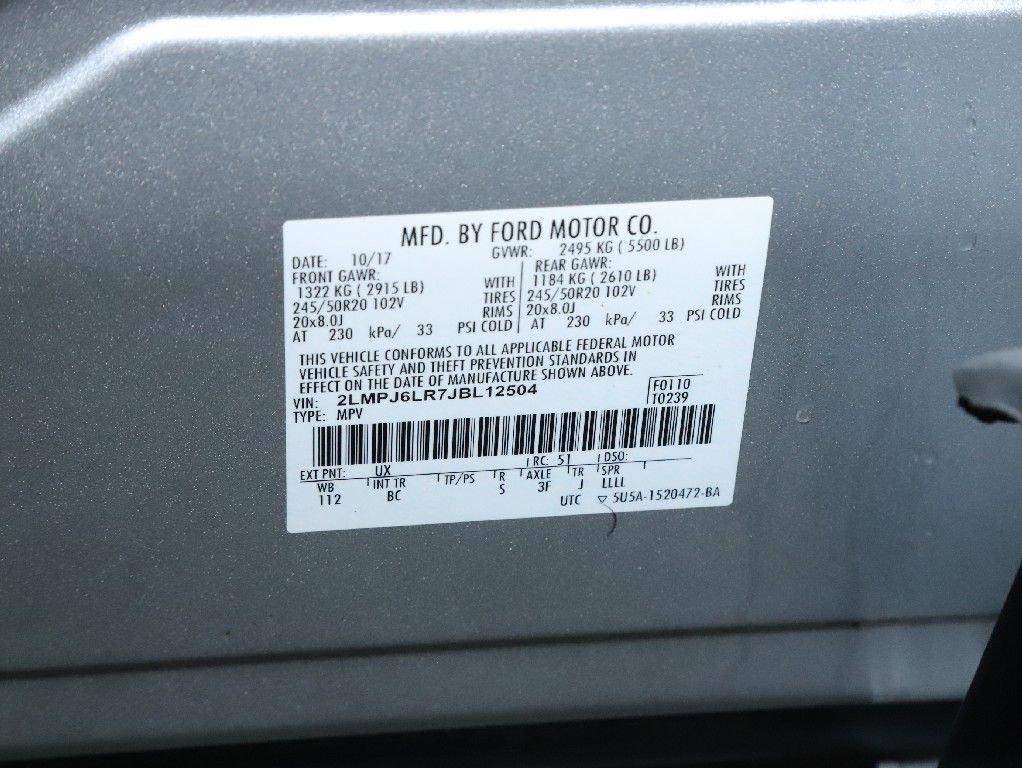 MFD. BY FORD MOTOR CO.
DATE: 10/17 GVWR: 2495 KG ( 5500 LB)
FRONT GAWR: REAR GAWR:
1322 KG ( 2915 LB) WITH 1184 KG ( 2610 LB) WITH
245/50R20 102V TIRES 245/50R20 102V TIRES
20x8.0J RIMS 20x8.0J RIMS
AT 230 kPa/ 33 PSI COLD AT 230 kPa/ 33 PSI COLD
THIS VEHICLE CONFORMS TO ALL APPLICABLE FEDERAL MOTOR
VEHICLE SAFETY AND THEFT PREVENTION STANDARDS IN
EFFECT ON THE DATE OF MANUFACTURE SHOWN ABOVE.
VIN: 2LMPJ6LR7JBL12504 F0110
TYPE: MPV T0239
EXT PNT: UX RC: 51 DSO:
WB INT TR TP/PS R AXLE TR SPR
112 BC S 3F J LLLL
UTC ▽ 5U5A-1520472-BA